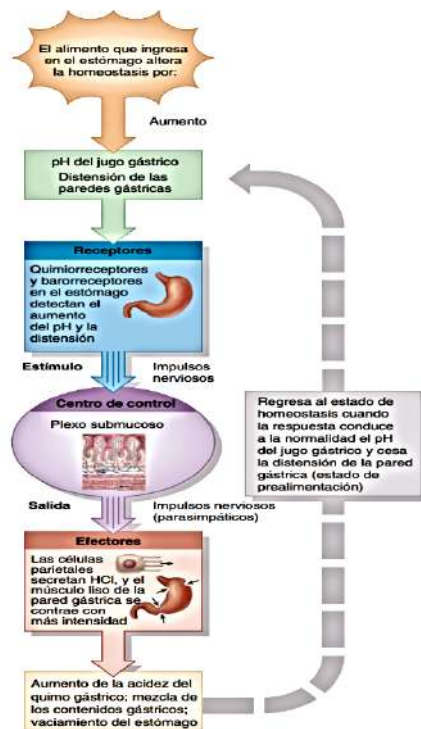 El alimento que ingresa
en el estómago altera
la homeostasis por:
Aumento
pH del jugo gástrico
Distensión de las
paredes gástricas
Receptores
Quimiorreceptores
y barorreceptores
en el estómago
detectan el
aumento
del pH y la
distensión
Estímulo
Impulsos
nerviosos
Centro de control
Plexo submucoso
Salida
Impulsos nerviosos
(parasimpáticos)
Efectores
Las células
parietales
secretan HCl, y el
músculo liso de la
pared gástrica se
contrae con
más intensidad
Aumento de la acidez del
quimo gástrico; mezcla de
los contenidos gástricos;
vaciamiento del estómago
Regresa al estado de
homeostasis cuando
la respuesta conduce
a la normalidad el pH
del jugo gástrico y cesa
la distensión de la pared
gástrica (estado de
prealimentación)